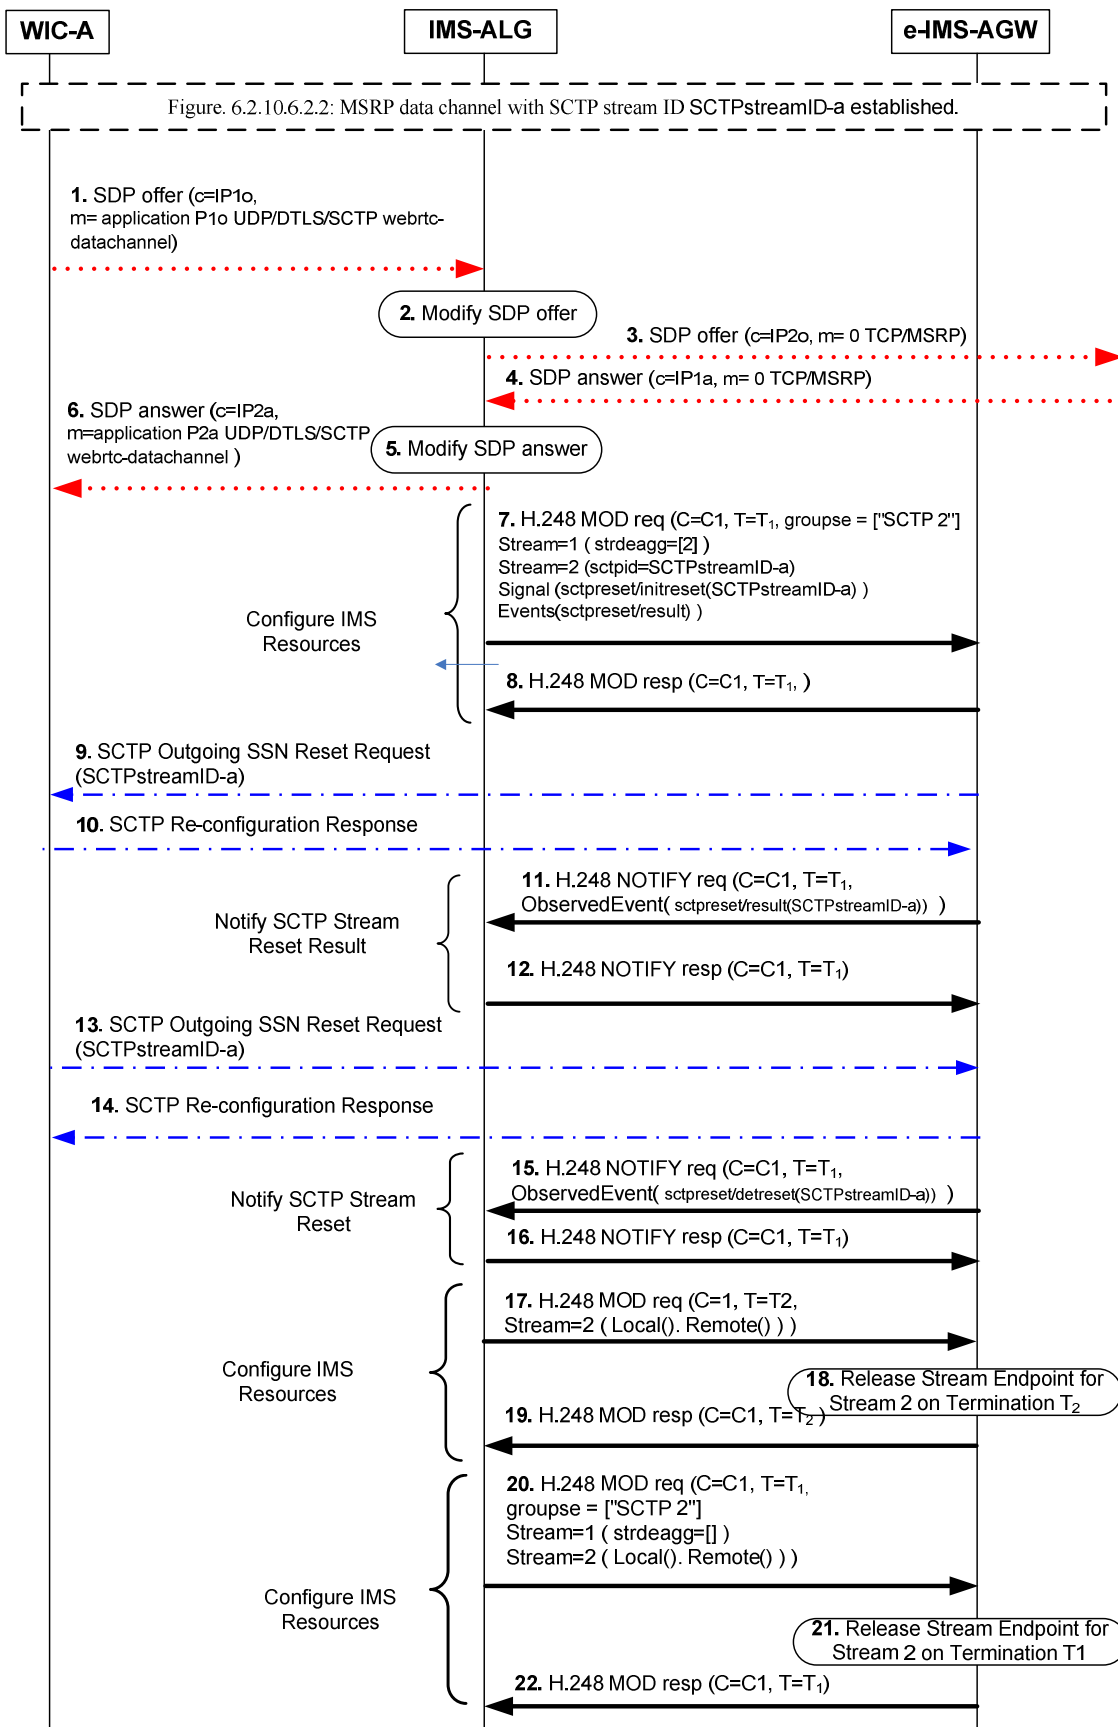 WIC-A
IMS-ALG
e-IMS-AGW
Figure. 6.2.10.6.2.2: MSRP data channel with SCTP stream ID SCTPstreamID-a established.
1. SDP offer (c=IP1o,
m= application P1o UDP/DTLS/SCTP webrtc-
datachannel)
2. Modify SDP offer
3. SDP offer (c=IP2o, m= 0 TCP/MSRP)
4. SDP answer (c=IP1a, m= 0 TCP/MSRP)
6. SDP answer (c=IP2a,
m=application P2a UDP/DTLS/SCTP
webrtc-datachannel )
5. Modify SDP answer
7. H.248 MOD req (C=C1, T=T1, groupse = ["SCTP 2"]
Stream=1 ( strdeagg=[2] )
Stream=2 (sctpid=SCTPstreamID-a)
Signal (sctpreset/initreset(SCTPstreamID-a) )
Events(sctpreset/result) )
Configure IMS
Resources
8. H.248 MOD resp (C=C1, T=T1, )
9. SCTP Outgoing SSN Reset Request
(SCTPstreamID-a)
10. SCTP Re-configuration Response
11. H.248 NOTIFY req (C=C1, T=T1,
ObservedEvent( sctpreset/result(SCTPstreamID-a)) )
Notify SCTP Stream
Reset Result
12. H.248 NOTIFY resp (C=C1, T=T1)
13. SCTP Outgoing SSN Reset Request
(SCTPstreamID-a)
14. SCTP Re-configuration Response
15. H.248 NOTIFY req (C=C1, T=T1,
ObservedEvent( sctpreset/detreset(SCTPstreamID-a)) )
Notify SCTP Stream
Reset
16. H.248 NOTIFY resp (C=C1, T=T1)
17. H.248 MOD req (C=1, T=T2,
Stream=2 ( Local(). Remote() ) )
Configure IMS
Resources
18. Release Stream Endpoint for
Stream 2 on Termination T2
19. H.248 MOD resp (C=C1, T=T2 )
20. H.248 MOD req (C=C1, T=T1,
groupse = ["SCTP 2"]
Stream=1 ( strdeagg=[] )
Stream=2 ( Local(). Remote() ) )
Configure IMS
Resources
21. Release Stream Endpoint for
Stream 2 on Termination T1
22. H.248 MOD resp (C=C1, T=T1)